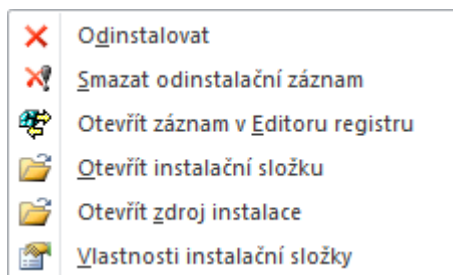 Odinstalovat
Smazat odinstalační záznam
Otevřít záznam v Editoru registru
Otevřít instalační složku
Otevřít zdroj instalace
Vlastnosti instalační složky